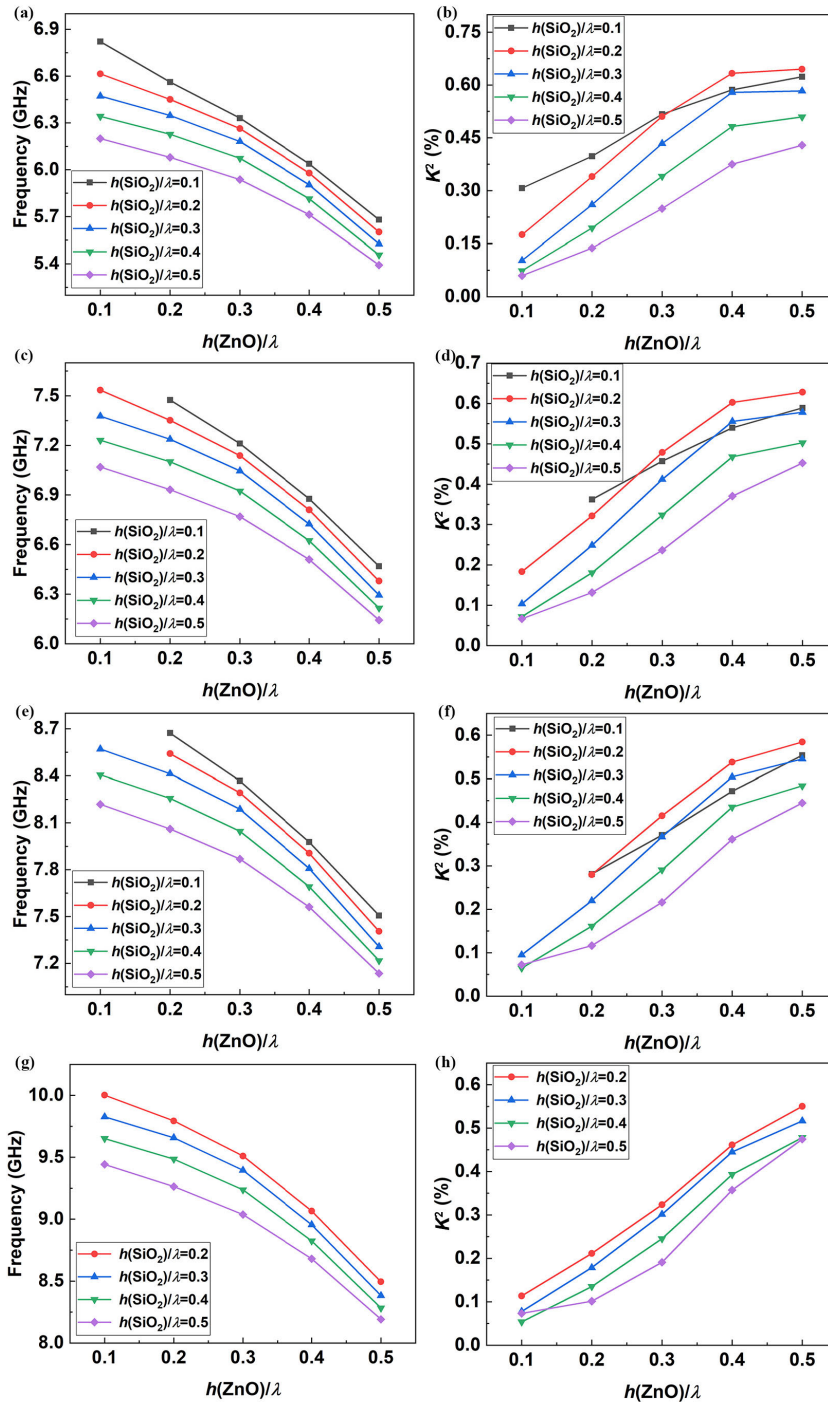 (a)
Frequency (GHz)
6.9
6.6
6.3
6.0
5.7
5.4
h(SiO₂)/λ=0.1
h(SiO₂)/λ=0.2
h(SiO₂)/λ=0.3
h(SiO₂)/λ=0.4
h(SiO₂)/λ=0.5
0.1 0.2 0.3 0.4 0.5
h(ZnO)/λ
(b)
K² (%)
0.75
0.60
0.45
0.30
0.15
0.00
h(SiO₂)/λ=0.1
h(SiO₂)/λ=0.2
h(SiO₂)/λ=0.3
h(SiO₂)/λ=0.4
h(SiO₂)/λ=0.5
0.1 0.2 0.3 0.4 0.5
h(ZnO)/λ
(c)
Frequency (GHz)
7.5
7.2
6.9
6.6
6.3
6.0
h(SiO₂)/λ=0.1
h(SiO₂)/λ=0.2
h(SiO₂)/λ=0.3
h(SiO₂)/λ=0.4
h(SiO₂)/λ=0.5
0.1 0.2 0.3 0.4 0.5
h(ZnO)/λ
(d)
K² (%)
0.7
0.6
0.5
0.4
0.3
0.2
0.1
0.0
h(SiO₂)/λ=0.1
h(SiO₂)/λ=0.2
h(SiO₂)/λ=0.3
h(SiO₂)/λ=0.4
h(SiO₂)/λ=0.5
0.1 0.2 0.3 0.4 0.5
h(ZnO)/λ
(e)
Frequency (GHz)
8.7
8.4
8.1
7.8
7.5
7.2
h(SiO₂)/λ=0.1
h(SiO₂)/λ=0.2
h(SiO₂)/λ=0.3
h(SiO₂)/λ=0.4
h(SiO₂)/λ=0.5
0.1 0.2 0.3 0.4 0.5
h(ZnO)/λ
(f)
K² (%)
0.6
0.5
0.4
0.3
0.2
0.1
0.0
h(SiO₂)/λ=0.1
h(SiO₂)/λ=0.2
h(SiO₂)/λ=0.3
h(SiO₂)/λ=0.4
h(SiO₂)/λ=0.5
0.1 0.2 0.3 0.4 0.5
h(ZnO)/λ
(g)
Frequency (GHz)
10.0
9.5
9.0
8.5
8.0
h(SiO₂)/λ=0.2
h(SiO₂)/λ=0.3
h(SiO₂)/λ=0.4
h(SiO₂)/λ=0.5
0.1 0.2 0.3 0.4 0.5
h(ZnO)/λ
(h)
K² (%)
0.6
0.5
0.4
0.3
0.2
0.1
0.0
h(SiO₂)/λ=0.2
h(SiO₂)/λ=0.3
h(SiO₂)/λ=0.4
h(SiO₂)/λ=0.5
0.1 0.2 0.3 0.4 0.5
h(ZnO)/λ